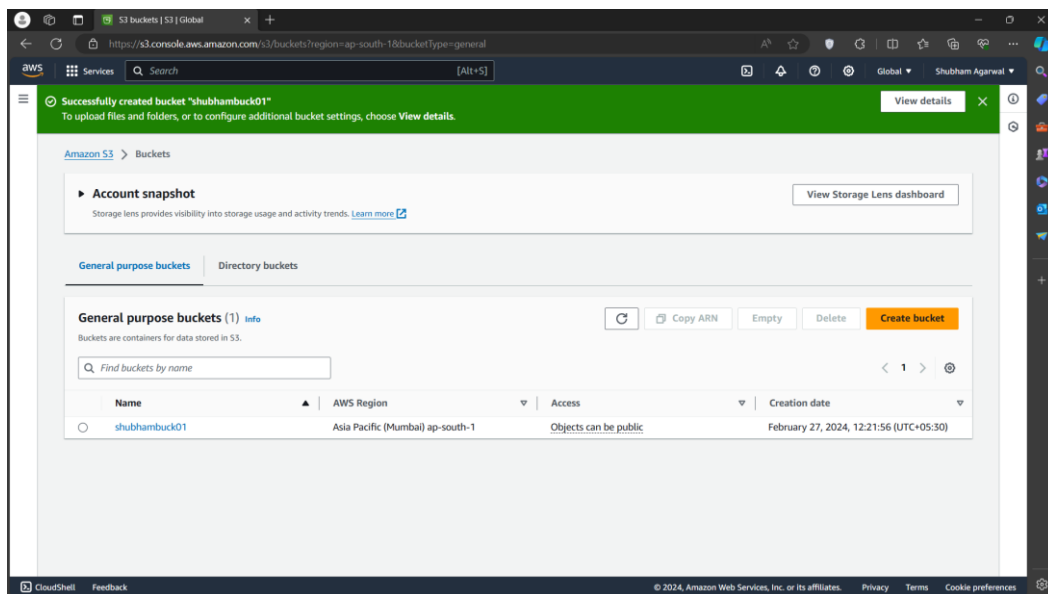 S3 buckets | S3 | Global
https://s3.console.aws.amazon.com/s3/buckets?region=ap-south-1&bucketType=general
aws
Services
Search
[Alt+S]
Global
Shubham Agarwal
Successfully created bucket "shubhambuck01"
To upload files and folders, or to configure additional bucket settings, choose View details.
View details
Amazon S3 > Buckets
Account snapshot
Storage lens provides visibility into storage usage and activity trends. Learn more
View Storage Lens dashboard
General purpose buckets
Directory buckets
General purpose buckets (1) Info
Buckets are containers for data stored in S3.
Copy ARN
Empty
Delete
Create bucket
Find buckets by name
1
Name
AWS Region
Access
Creation date
shubhambuck01
Asia Pacific (Mumbai) ap-south-1
Objects can be public
February 27, 2024, 12:21:56 (UTC+05:30)
CloudShell
Feedback
© 2024, Amazon Web Services, Inc. or its affiliates.
Privacy
Terms
Cookie preferences